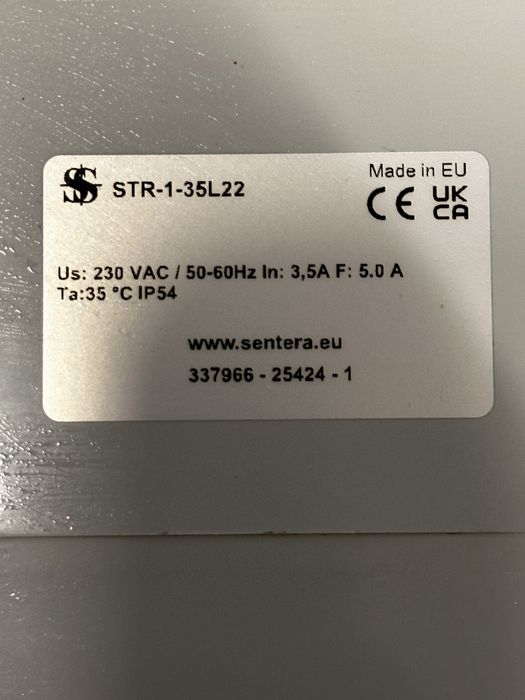 S STR-1-35L22
Made in EU
CE UK
CA
Us: 230 VAC / 50-60Hz In: 3,5A F: 5.0 A
Ta:35 °C IP54
www.sentera.eu
337966 - 25424 - 1